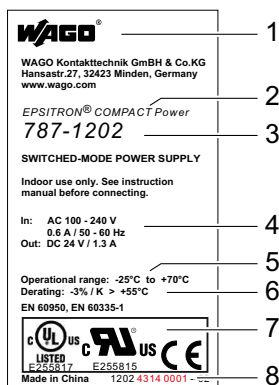 WAGO®
1
WAGO Kontakttechnik GmBH & Co.KG
Hansastr.27, 32423 Minden, Germany
www.wago.com
2
EPSITRON® COMPACT Power
787-1202
3
SWITCHED-MODE POWER SUPPLY
Indoor use only. See instruction
manual before connecting.
In: AC 100 - 240 V
0.6 A / 50 - 60 Hz
4
Out: DC 24 V / 1.3 A
5
Operational range: -25°C to +70°C
Derating: -3% / K > +55°C
6
EN 60950, EN 60335-1
7
C UL US
LISTED
E255817
c UR US
E255815
CE
Made in China 1202 4314 0001 - 02
8